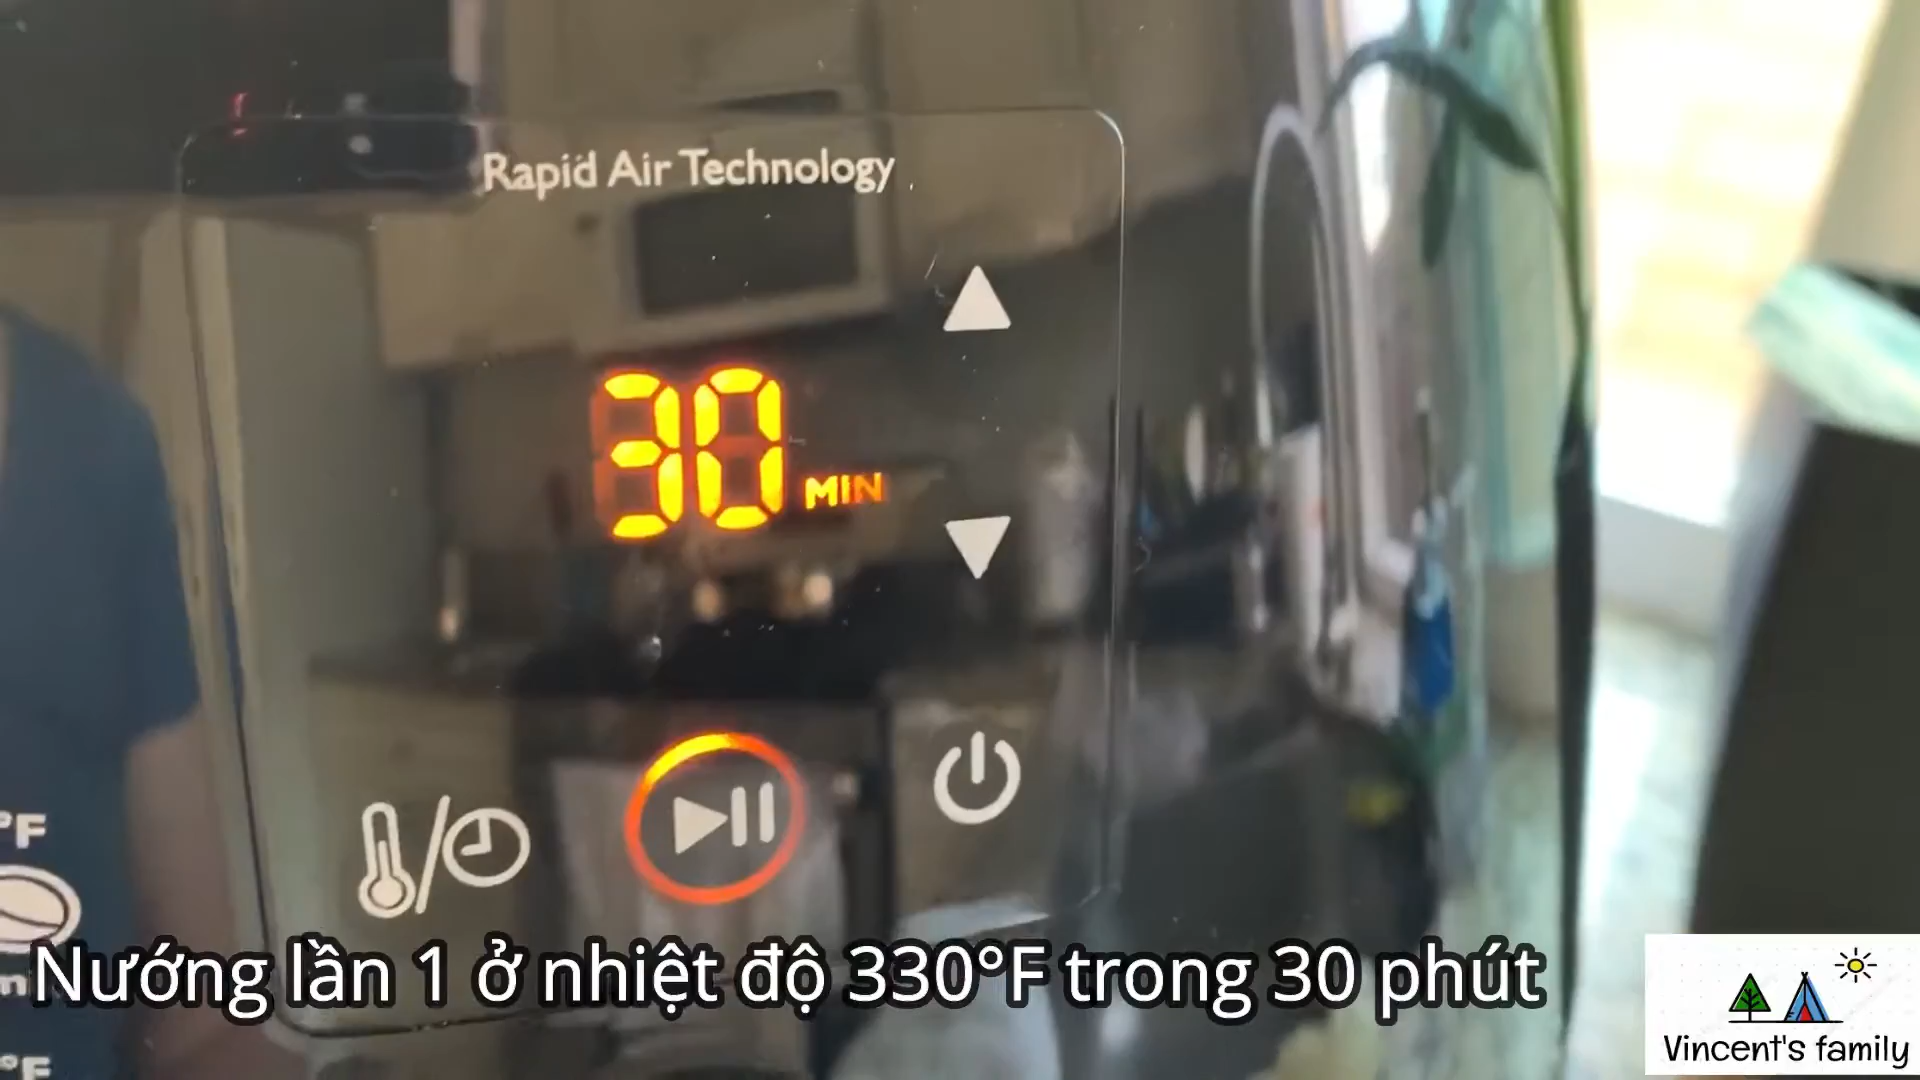 Rapid Air Technology
30 MIN
°F
Nướng lần 1 ở nhiệt độ 330°F trong 30 phút
°F
Vincent's family